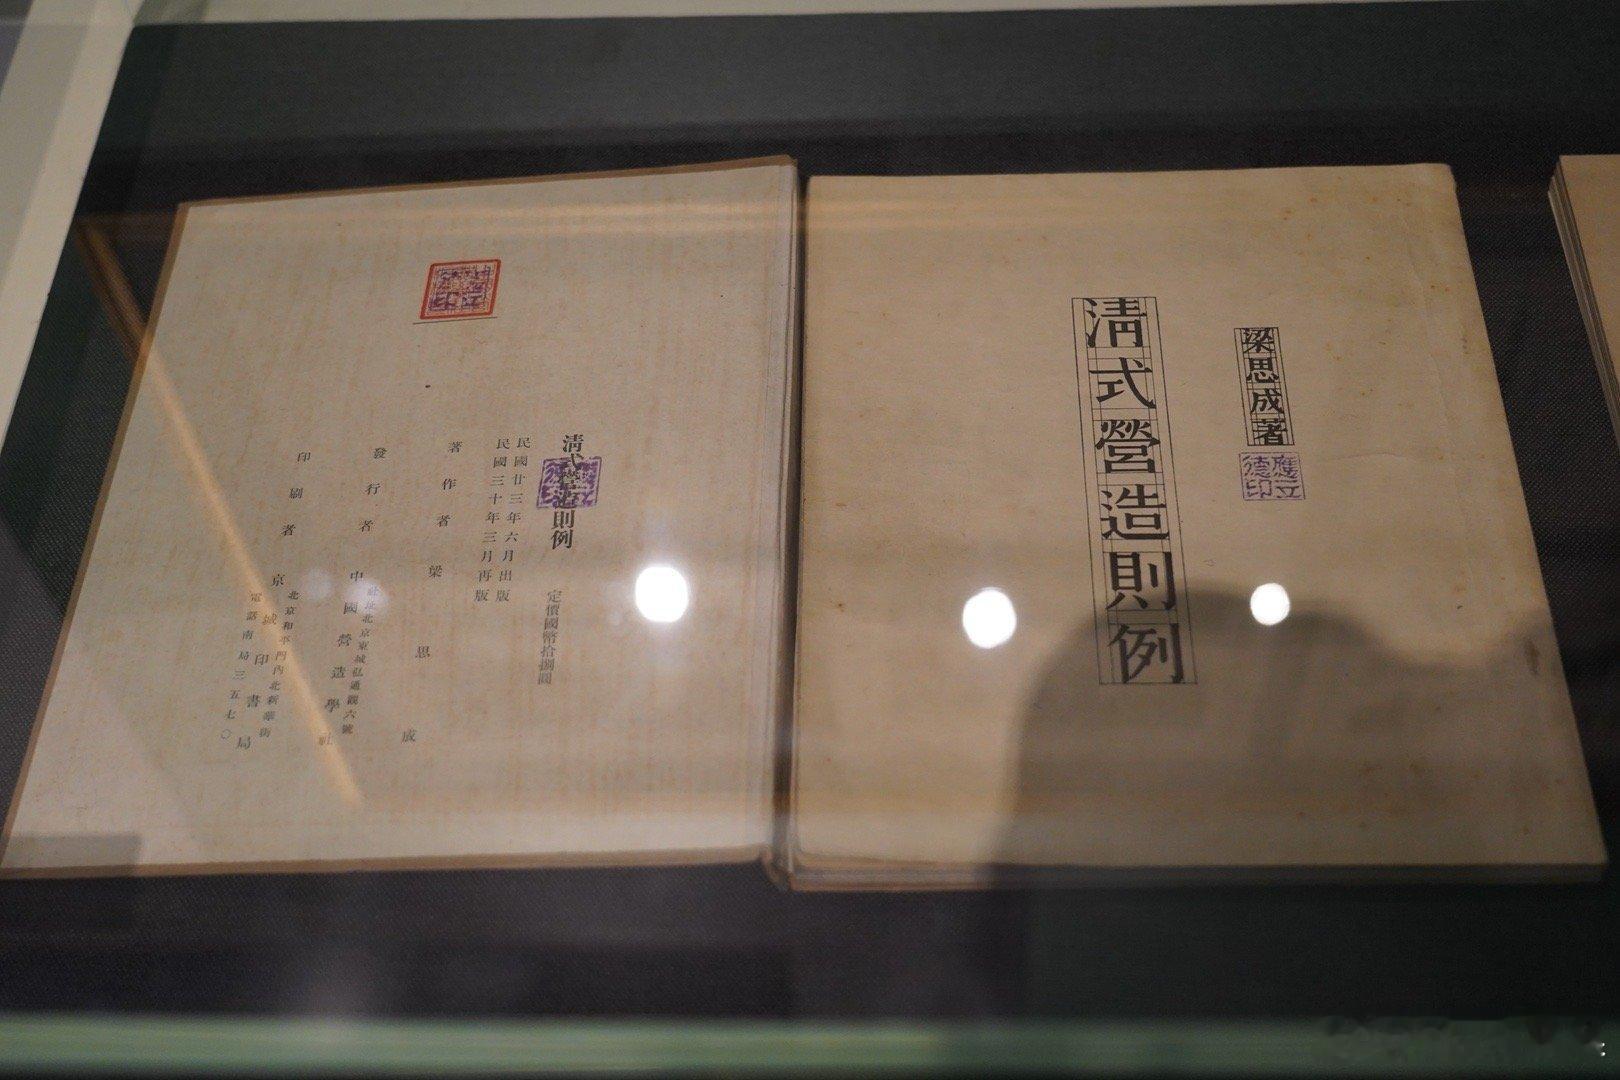 梁思成著
應立德印
清式營造則例
清式營造則例
定價國幣拾捌圓
民國廿三年六月出版
民國三十年三月再版
著作者 梁思成
發行者 中國營造學社
社址北京東城弘通觀六號
印刷者 京城印書局
北京和平門內北新華街
電話南局三五七〇